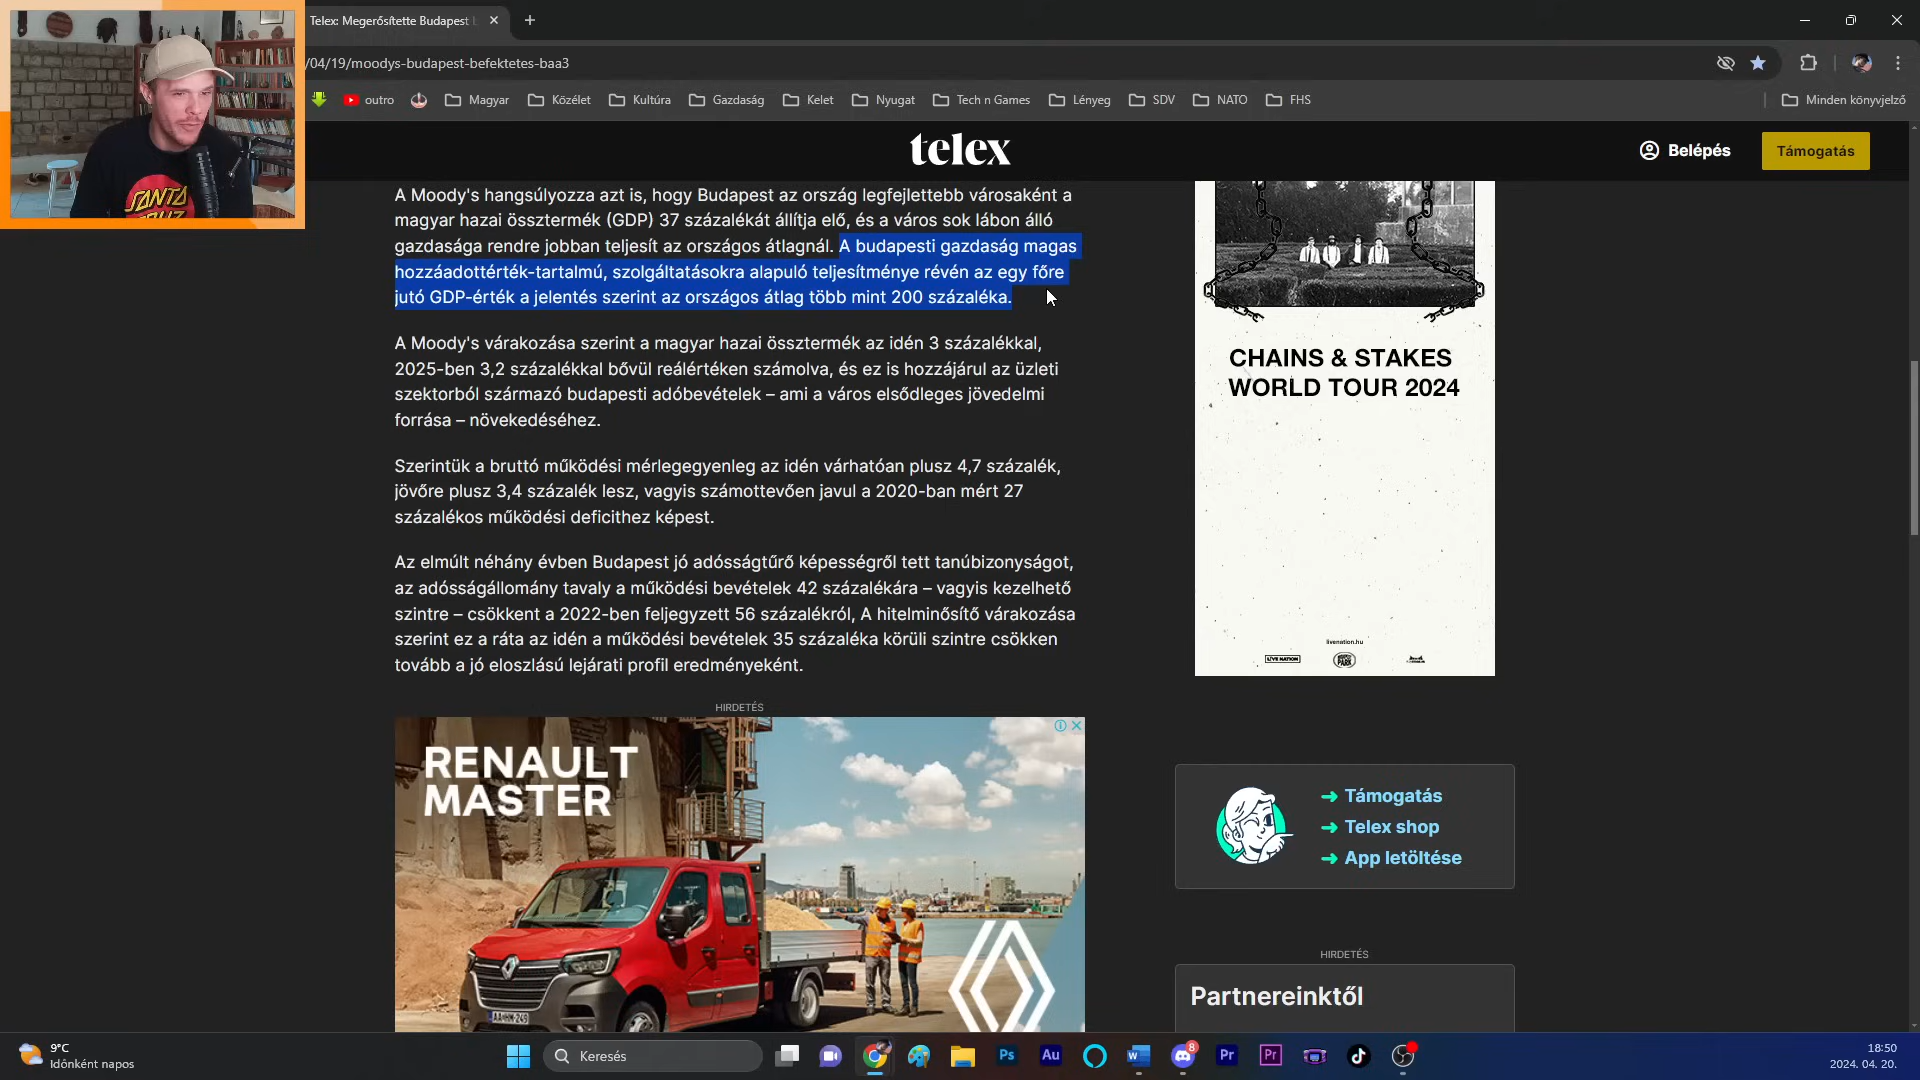 Telex: Megerősítette Budapest
/04/19/moodys-budapest-befektetes-baa3
outro
Magyar
Közélet
Kultúra
Gazdaság
Kelet
Nyugat
Tech n Games
Lényeg
SDV
NATO
FHS
Minden könyvjelző
telex
Belépés
Támogatás
SANTA
A Moody's hangsúlyozza azt is, hogy Budapest az ország legfejlettebb városaként a
magyar hazai össztermék (GDP) 37 százalékát állítja elő, és a város sok lábon álló
gazdasága rendre jobban teljesít az országos átlagnál. A budapesti gazdaság magas
hozzáadottérték-tartalmú, szolgáltatásokra alapuló teljesítménye révén az egy főre
jutó GDP-érték a jelentés szerint az országos átlag több mint 200 százaléka.
A Moody's várakozása szerint a magyar hazai össztermék az idén 3 százalékkal,
2025-ben 3,2 százalékkal bővül reálértéken számolva, és ez is hozzájárul az üzleti
szektorból származó budapesti adóbevételek – ami a város elsődleges jövedelmi
forrása – növekedéséhez.
Szerintük a bruttó működési mérlegegyenleg az idén várhatóan plusz 4,7 százalék,
jövőre plusz 3,4 százalék lesz, vagyis számottevően javul a 2020-ban mért 27
százalékos működési deficithez képest.
Az elmúlt néhány évben Budapest jó adósságtűrő képességről tett tanúbizonyságot,
az adósságállomány tavaly a működési bevételek 42 százalékára – vagyis kezelhető
szintre – csökkent a 2022-ben feljegyzett 56 százalékról, A hitelminősítő várakozása
szerint ez a ráta az idén a működési bevételek 35 százaléka körüli szintre csökken
tovább a jó eloszlású lejárati profil eredményeként.
HIRDETÉS
RENAULT
MASTER
CHAINS & STAKES
WORLD TOUR 2024
livenation.hu
LIVE NATION
Támogatás
Telex shop
App letöltése
HIRDETÉS
Partnereinktől
9°C
Időnként napos
Keresés
Ps
Au
W
8
Pr
Pr
18:50
2024. 04. 20.